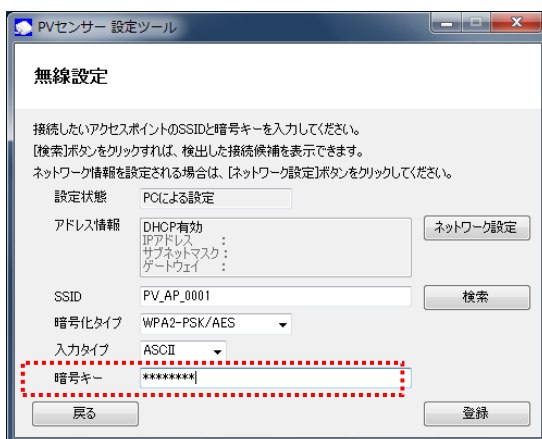 PVセンサー 設定ツール
無線設定
接続したいアクセスポイントのSSIDと暗号キーを入力してください。
[検索]ボタンをクリックすれば、検出した接続候補を表示できます。
ネットワーク情報を設定される場合は、[ネットワーク設定]ボタンをクリックしてください。
設定状態 PCによる設定
アドレス情報 DHCP有効 ネットワーク設定
IPアドレス :
サブネットマスク :
ゲートウェイ :
SSID PV_AP_0001 検索
暗号化タイプ WPA2-PSK/AES
入力タイプ ASCII
暗号キー ********
戻る 登録